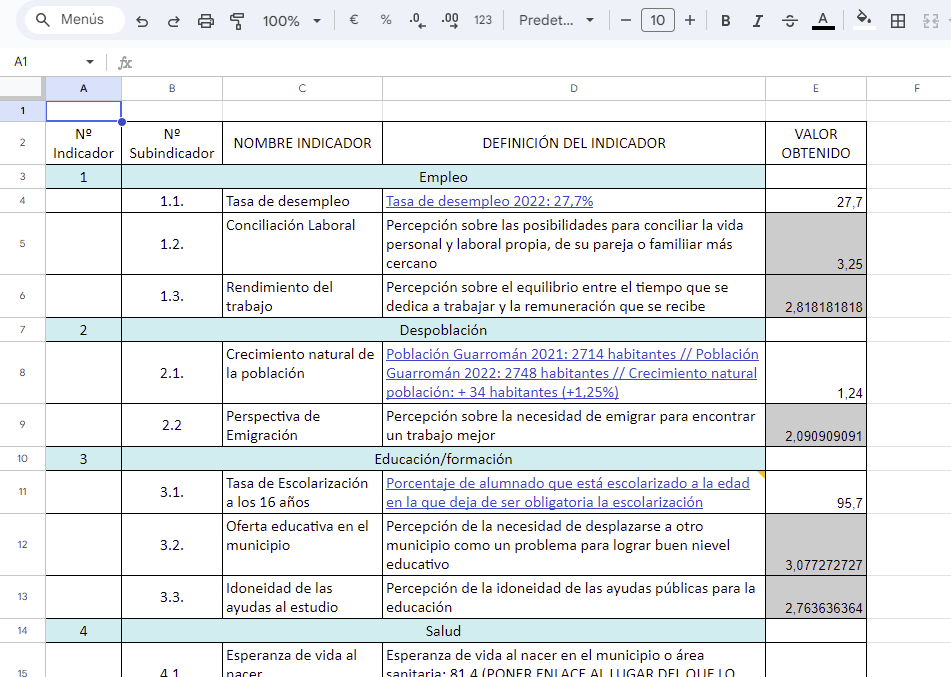 Menús 100% € % .0 .00 123 Predet... − 10 + B I S A
A1 fx
A B C D E F
1
2 Nº Indicador Nº Subindicador NOMBRE INDICADOR DEFINICIÓN DEL INDICADOR VALOR OBTENIDO
3 1 Empleo
4 1.1. Tasa de desempleo Tasa de desempleo 2022: 27,7% 27,7
5 1.2. Conciliación Laboral Percepción sobre las posibilidades para conciliar la vida
personal y laboral propia, de su pareja o familiiar más
cercano 3,25
6 1.3. Rendimiento del
trabajo Percepción sobre el equilibrio entre el tiempo que se
dedica a trabajar y la remuneración que se recibe 2,818181818
7 2 Despoblación
8 2.1. Crecimiento natural de
la población Población Guarromán 2021: 2714 habitantes // Población
Guarromán 2022: 2748 habitantes // Crecimiento natural
población: + 34 habitantes (+1,25%) 1,24
9 2.2 Perspectiva de
Emigración Percepción sobre la necesidad de emigrar para encontrar
un trabajo mejor 2,090909091
10 3 Educación/formación
11 3.1. Tasa de Escolarización
a los 16 años Porcentaje de alumnado que está escolarizado a la edad
en la que deja de ser obligatoria la escolarización 95,7
12 3.2. Oferta educativa en el
municipio Percepción de la necesidad de desplazarse a otro
municipio como un problema para lograr buen nievel
educativo 3,077272727
13 3.3. Idoneidad de las
ayudas al estudio Percepción de la idoneidad de las ayudas públicas para la
educación 2,763636364
14 4 Salud
15 4.1 Esperanza de vida al
nacer Esperanza de vida al nacer en el municipio o área
sanitaria: 81,4 (PONER ENLACE AL LUGAR DEL QUE LO